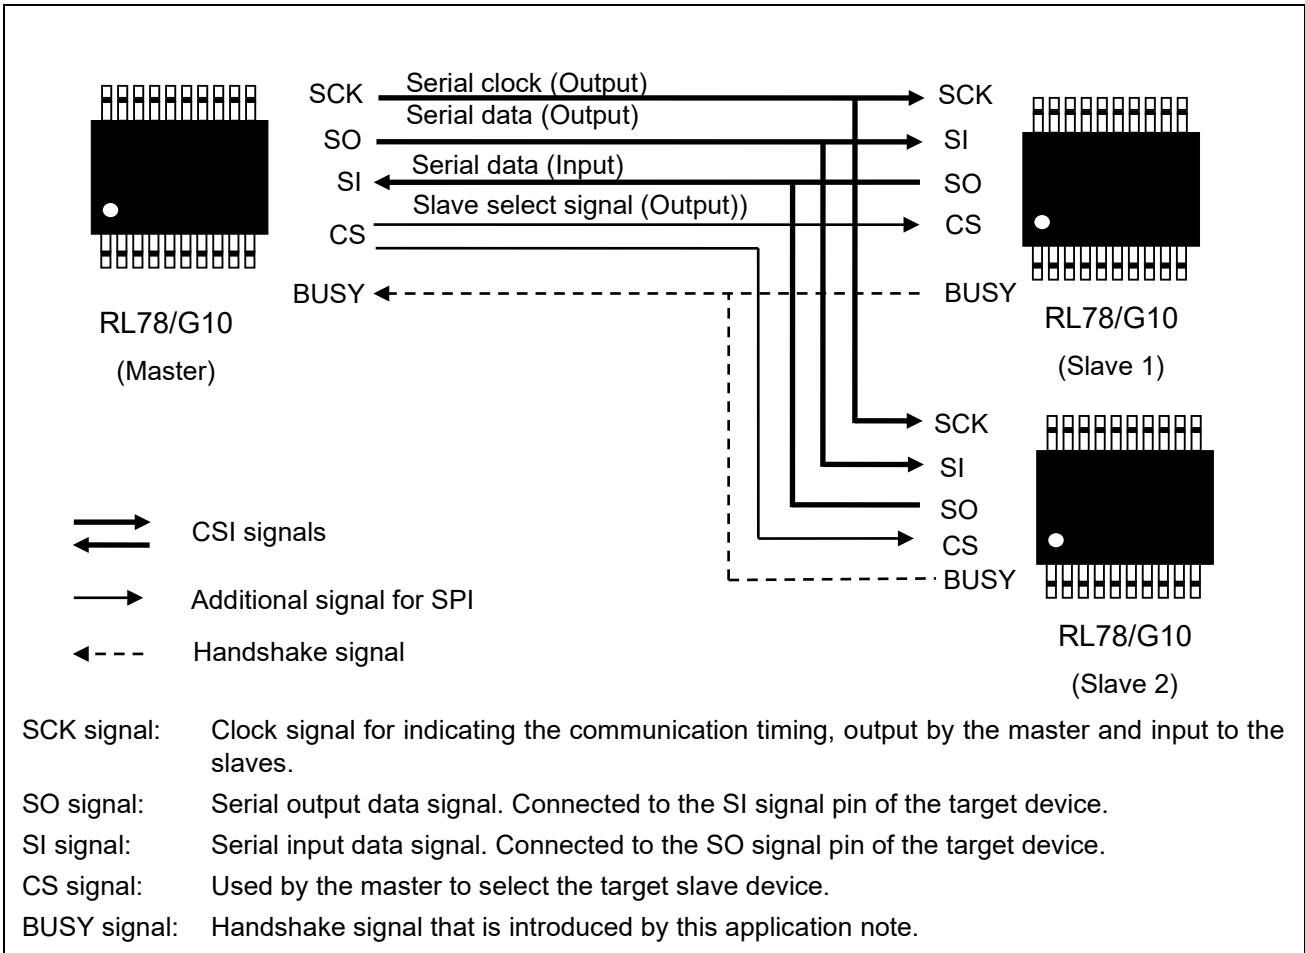 SCK Serial clock (Output) SCK
Serial data (Output)
SO SI
Serial data (Input)
SI SO
Slave select signal (Output))
CS CS
BUSY BUSY
RL78/G10
(Master)
RL78/G10
(Slave 1)
SCK
SI
SO
CS
BUSY
RL78/G10
(Slave 2)
CSI signals
Additional signal for SPI
Handshake signal
SCK signal: Clock signal for indicating the communication timing, output by the master and input to the
slaves.
SO signal: Serial output data signal. Connected to the SI signal pin of the target device.
SI signal: Serial input data signal. Connected to the SO signal pin of the target device.
CS signal: Used by the master to select the target slave device.
BUSY signal: Handshake signal that is introduced by this application note.